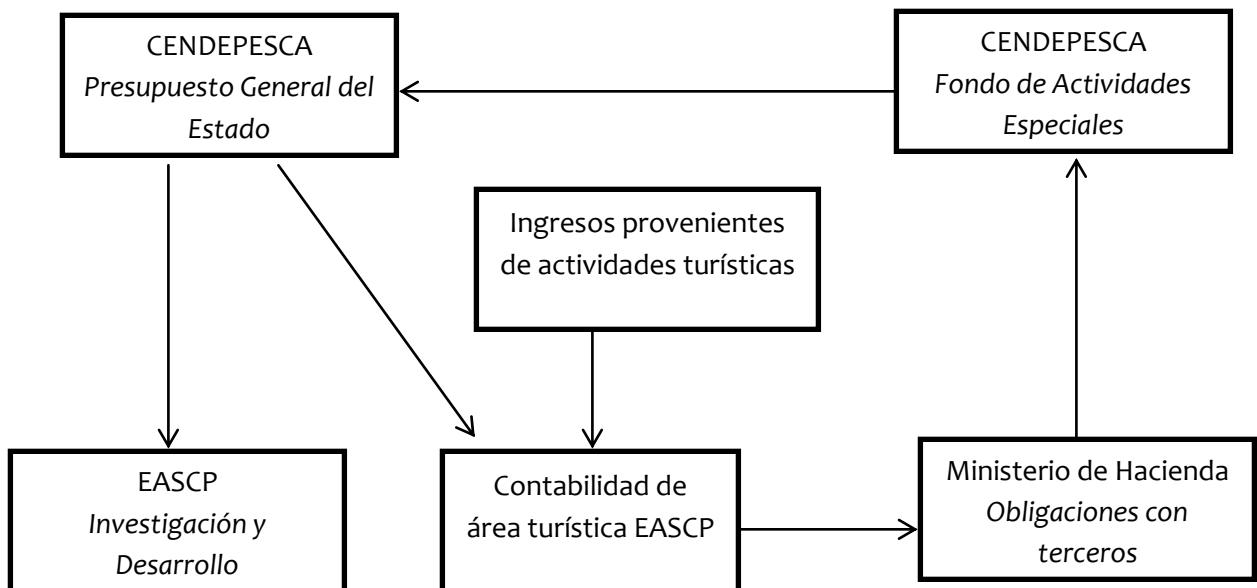 CENDEPESCA
Presupuesto General del
Estado
CENDEPESCA
Fondo de Actividades
Especiales
Ingresos provenientes
de actividades turísticas
EASCP
Investigación y
Desarrollo
Contabilidad de
área turística EASCP
Ministerio de Hacienda
Obligaciones con
terceros